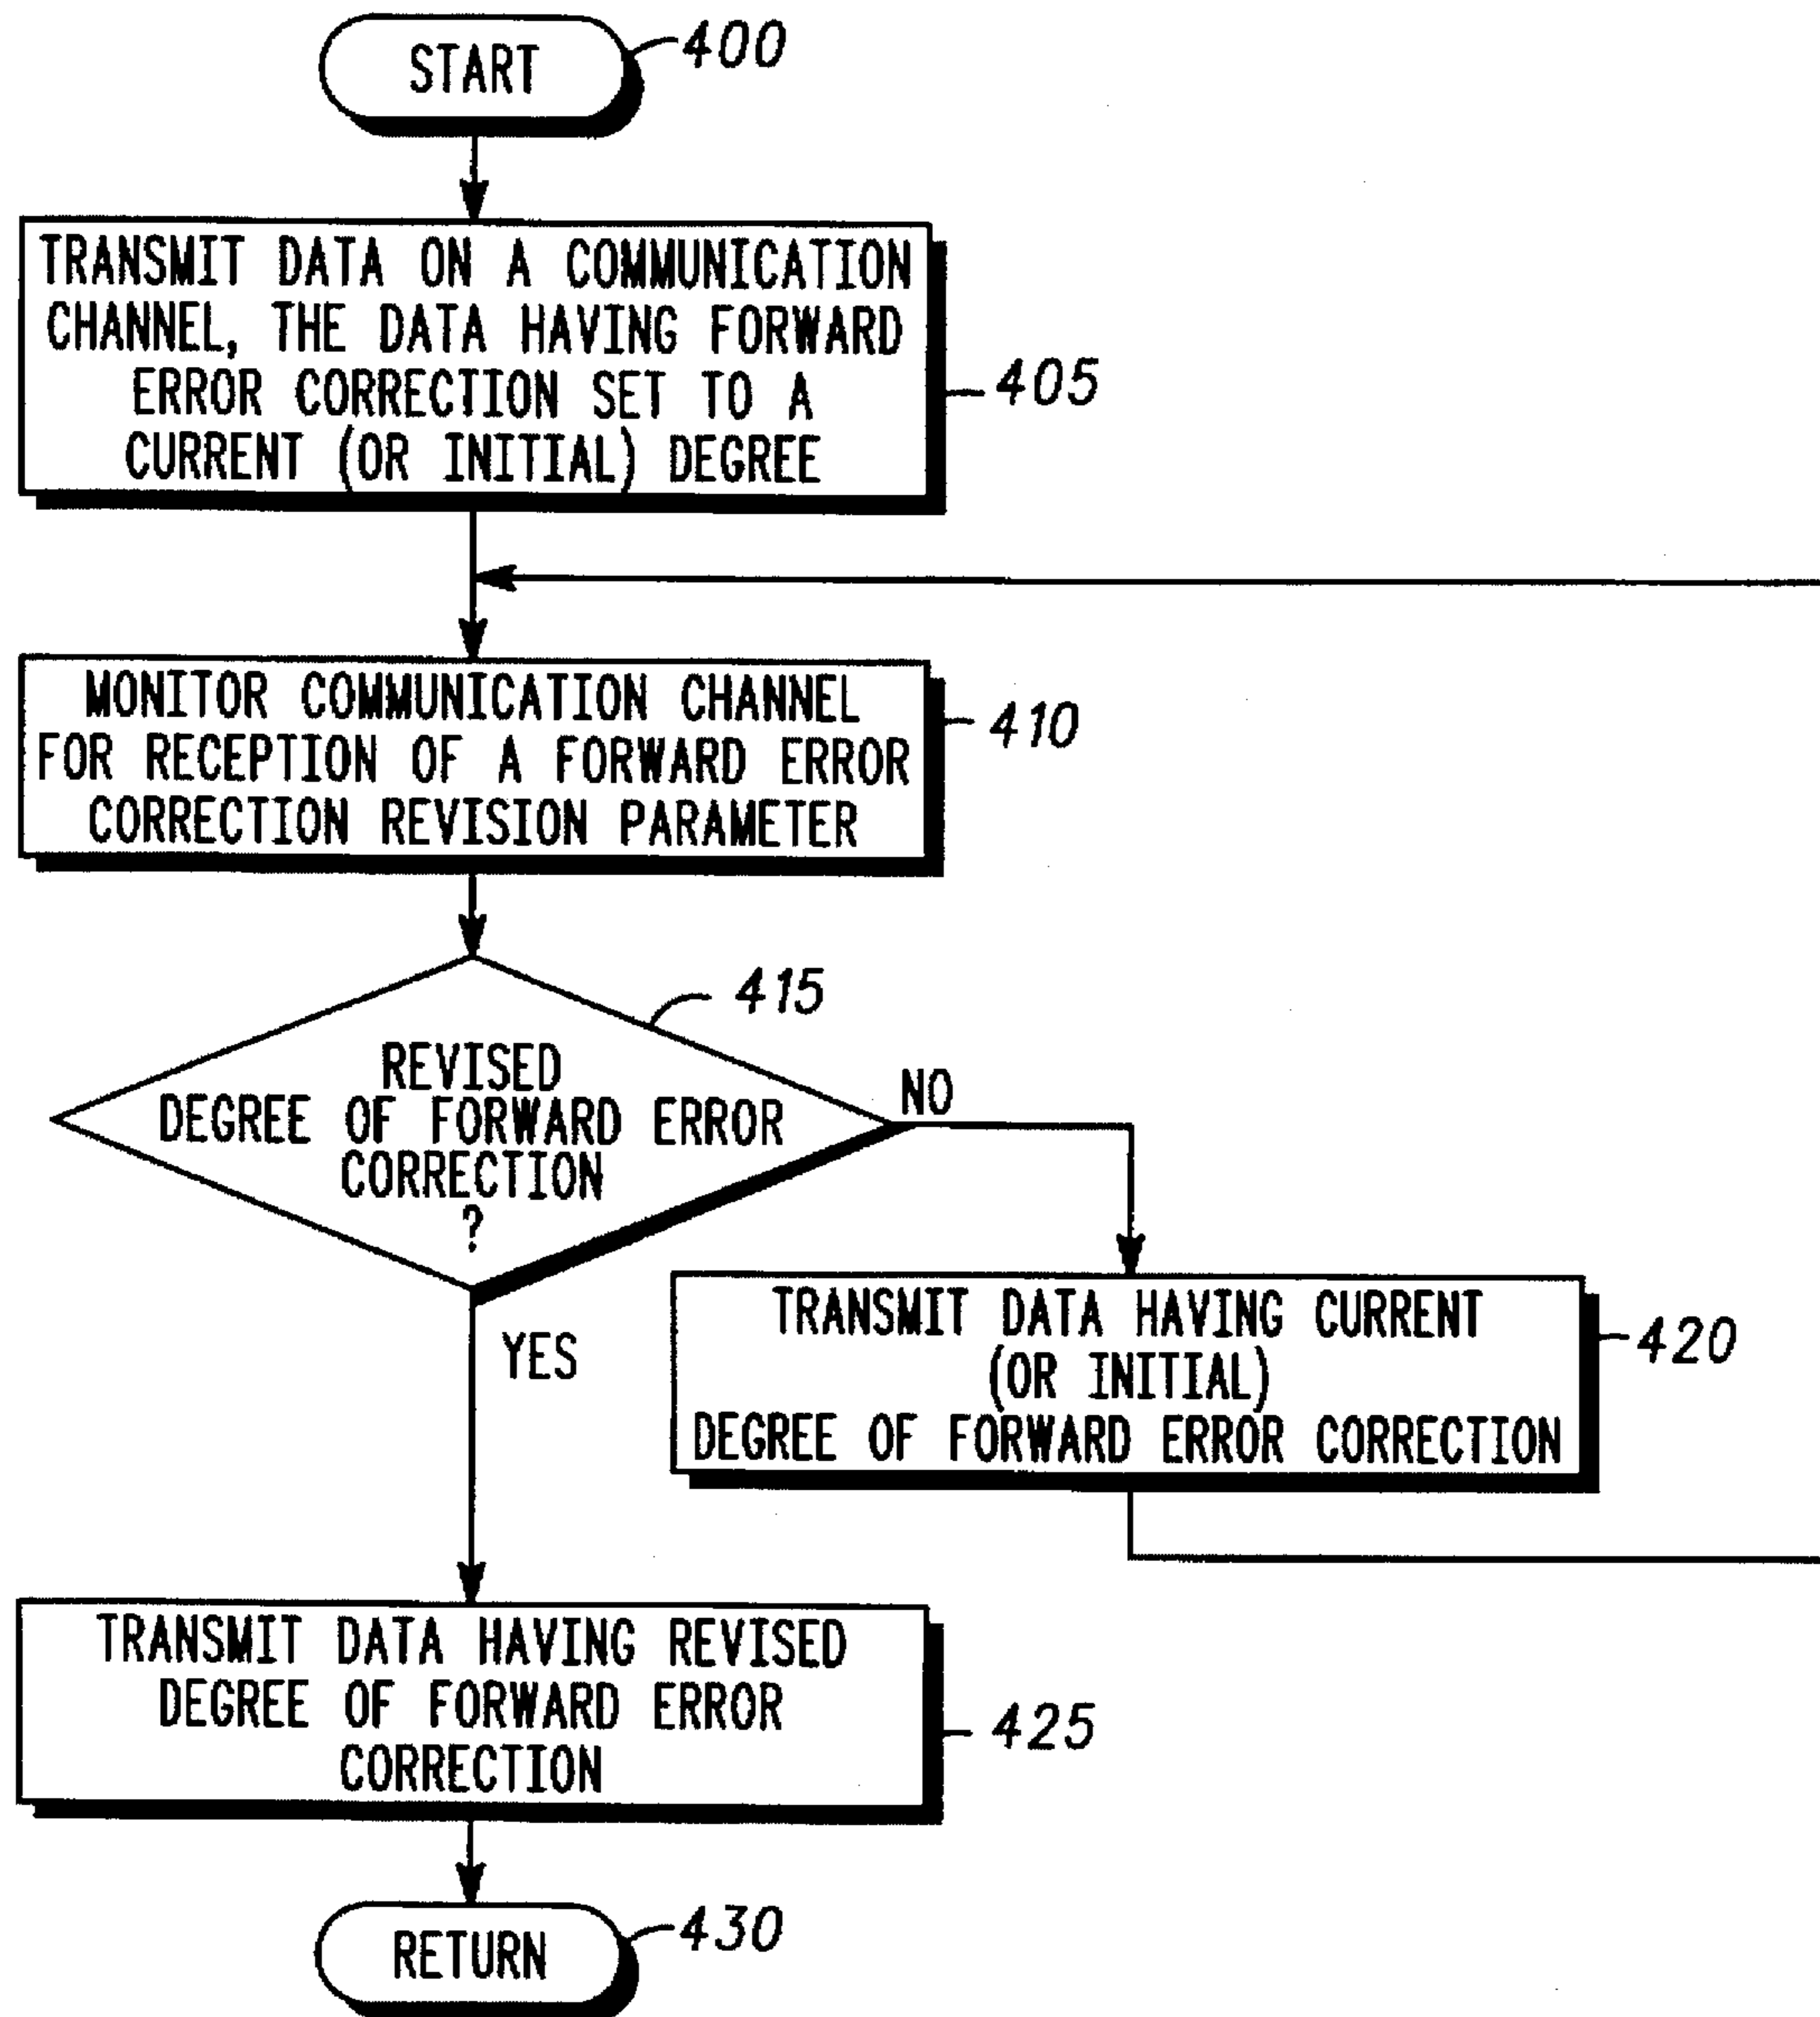 START
400
TRANSMIT DATA ON A COMMUNICATION
CHANNEL, THE DATA HAVING FORWARD
ERROR CORRECTION SET TO A
CURRENT (OR INITIAL) DEGREE
405
MONITOR COMMUNICATION CHANNEL
FOR RECEPTION OF A FORWARD ERROR
CORRECTION REVISION PARAMETER
410
415
REVISED
DEGREE OF FORWARD ERROR
CORRECTION
?
NO
YES
TRANSMIT DATA HAVING CURRENT
(OR INITIAL)
DEGREE OF FORWARD ERROR CORRECTION
420
TRANSMIT DATA HAVING REVISED
DEGREE OF FORWARD ERROR
CORRECTION
425
RETURN
430